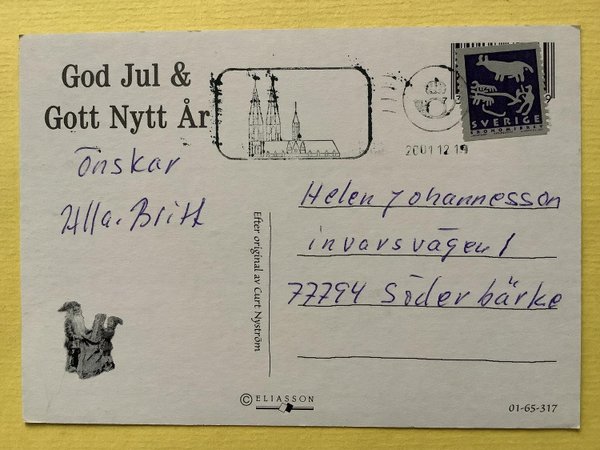 God Jul &
Gott Nytt År
Önskar
Ulla-Britt
2001 12 19
SVERIGE
EKONOMIBREV
Helen Johannesson
invarsvägen 1
77794 Söderbärke
Efter original av Curt Nyström
© ELIASSON
01-65-317